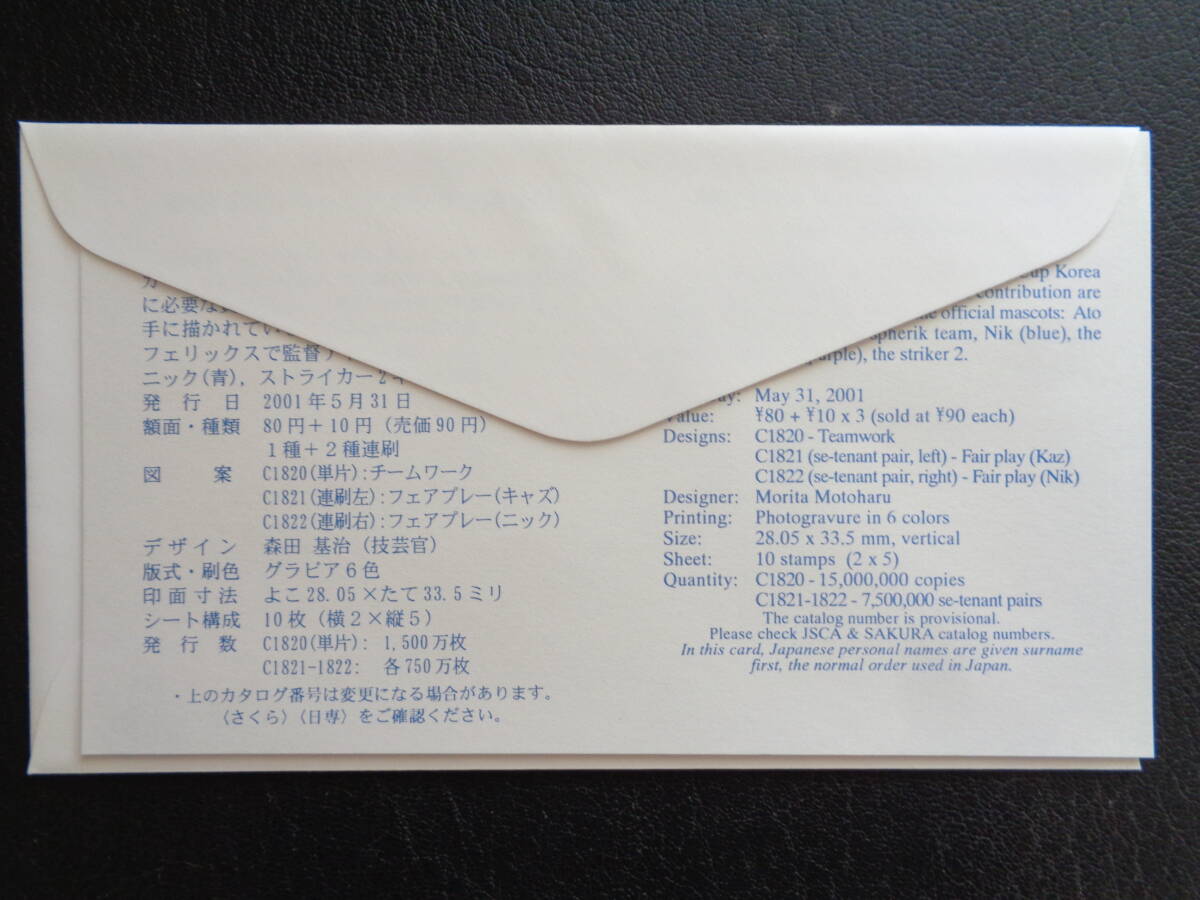 に必要な
手に描かれてい
フェリックスで監督
ニック(青)，ストライカー2
発行日 2001年5月31日
額面・種類 80円＋10円（売価90円）
1種＋2種連刷
図案 C1820(単片):チームワーク
C1821(連刷左):フェアプレー(キャズ)
C1822(連刷右):フェアプレー(ニック)
デザイン 森田 基治（技芸官）
版式・刷色 グラビア6色
印面寸法 よこ28.05×たて33.5ミリ
シート構成 10枚（横2×縦5）
発行数 C1820(単片): 1,500万枚
C1821-1822: 各750万枚
・上のカタログ番号は変更になる場合があります。
〈さくら〉〈日専〉をご確認ください。
Cup Korea
contribution are
official mascots: Ato
spherik team, Nik (blue), the
(purple), the striker 2.
May 31, 2001
Value: ¥80 + ¥10 x 3 (sold at ¥90 each)
Designs: C1820 - Teamwork
C1821 (se-tenant pair, left) - Fair play (Kaz)
C1822 (se-tenant pair, right) - Fair play (Nik)
Designer: Morita Motoharu
Printing: Photogravure in 6 colors
Size: 28.05 x 33.5 mm, vertical
Sheet: 10 stamps (2 x 5)
Quantity: C1820 - 15,000,000 copies
C1821-1822 - 7,500,000 se-tenant pairs
The catalog number is provisional.
Please check JSCA & SAKURA catalog numbers.
In this card, Japanese personal names are given surname
first, the normal order used in Japan.